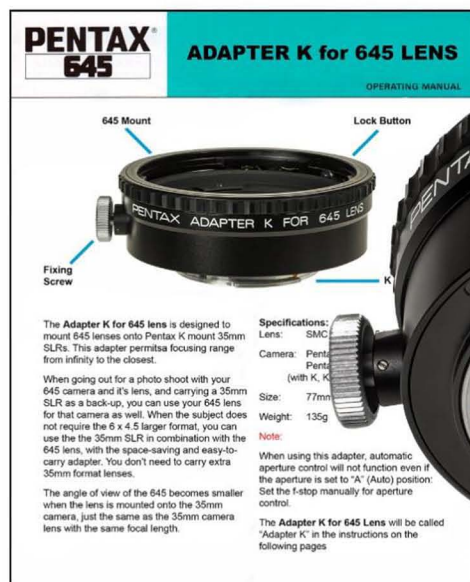 PENTAX®
645
ADAPTER K for 645 LENS
OPERATING MANUAL
645 Mount
Lock Button
PENTAX ADAPTER K FOR 645 LENS
Fixing
Screw
K
The Adapter K for 645 lens is designed to
mount 645 lenses onto Pentax K mount 35mm
SLRs. This adapter permitsa focusing range
from infinity to the closest.
When going out for a photo shoot with your
645 camera and it's lens, and carrying a 35mm
SLR as a back-up, you can use your 645 lens
for that camera as well. When the subject does
not require the 6 x 4.5 larger format, you can
use the the 35mm SLR in combination with the
645 lens, with the space-saving and easy-to-
carry adapter. You don't need to carry extra
35mm format lenses.
The angle of view of the 645 becomes smaller
when the lens is mounted onto the 35mm
camera, just the same as the 35mm camera
lens with the same focal length.
Specifications:
Lens: SMC
Camera: Penta
Penta
(with K, K
Size: 77mm
Weight: 135g
Note:
When using this adapter, automatic
aperture control will not function even if
the aperture is set to "A" (Auto) position:
Set the f-stop manually for aperture
control.
The Adapter K for 645 Lens will be called
"Adapter K" in the instructions on the
following pages
PENTA